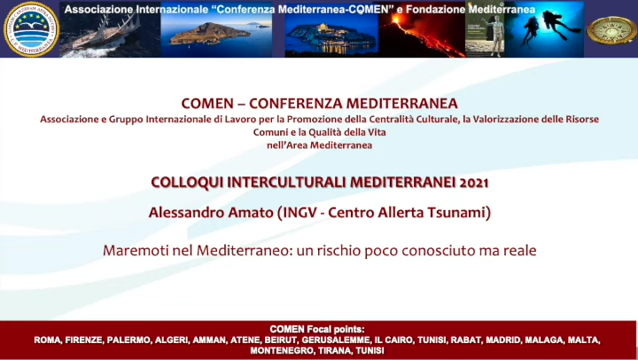 Associazione Internazionale “Conferenza Mediterranea-COMEN” e Fondazione Mediterranea
COMEN – CONFERENZA MEDITERRANEA
Associazione e Gruppo Internazionale di Lavoro per la Promozione della Centralità Culturale, la Valorizzazione delle Risorse
Comuni e la Qualità della Vita
nell’Area Mediterranea
COLLOQUI INTERCULTURALI MEDITERRANEI 2021
Alessandro Amato (INGV - Centro Allerta Tsunami)
Maremoti nel Mediterraneo: un rischio poco conosciuto ma reale
COMEN Focal points:
ROMA, FIRENZE, PALERMO, ALGERI, AMMAN, ATENE, BEIRUT, GERUSALEMME, IL CAIRO, TUNISI, RABAT, MADRID, MALAGA, MALTA,
MONTENEGRO, TIRANA, TUNISI